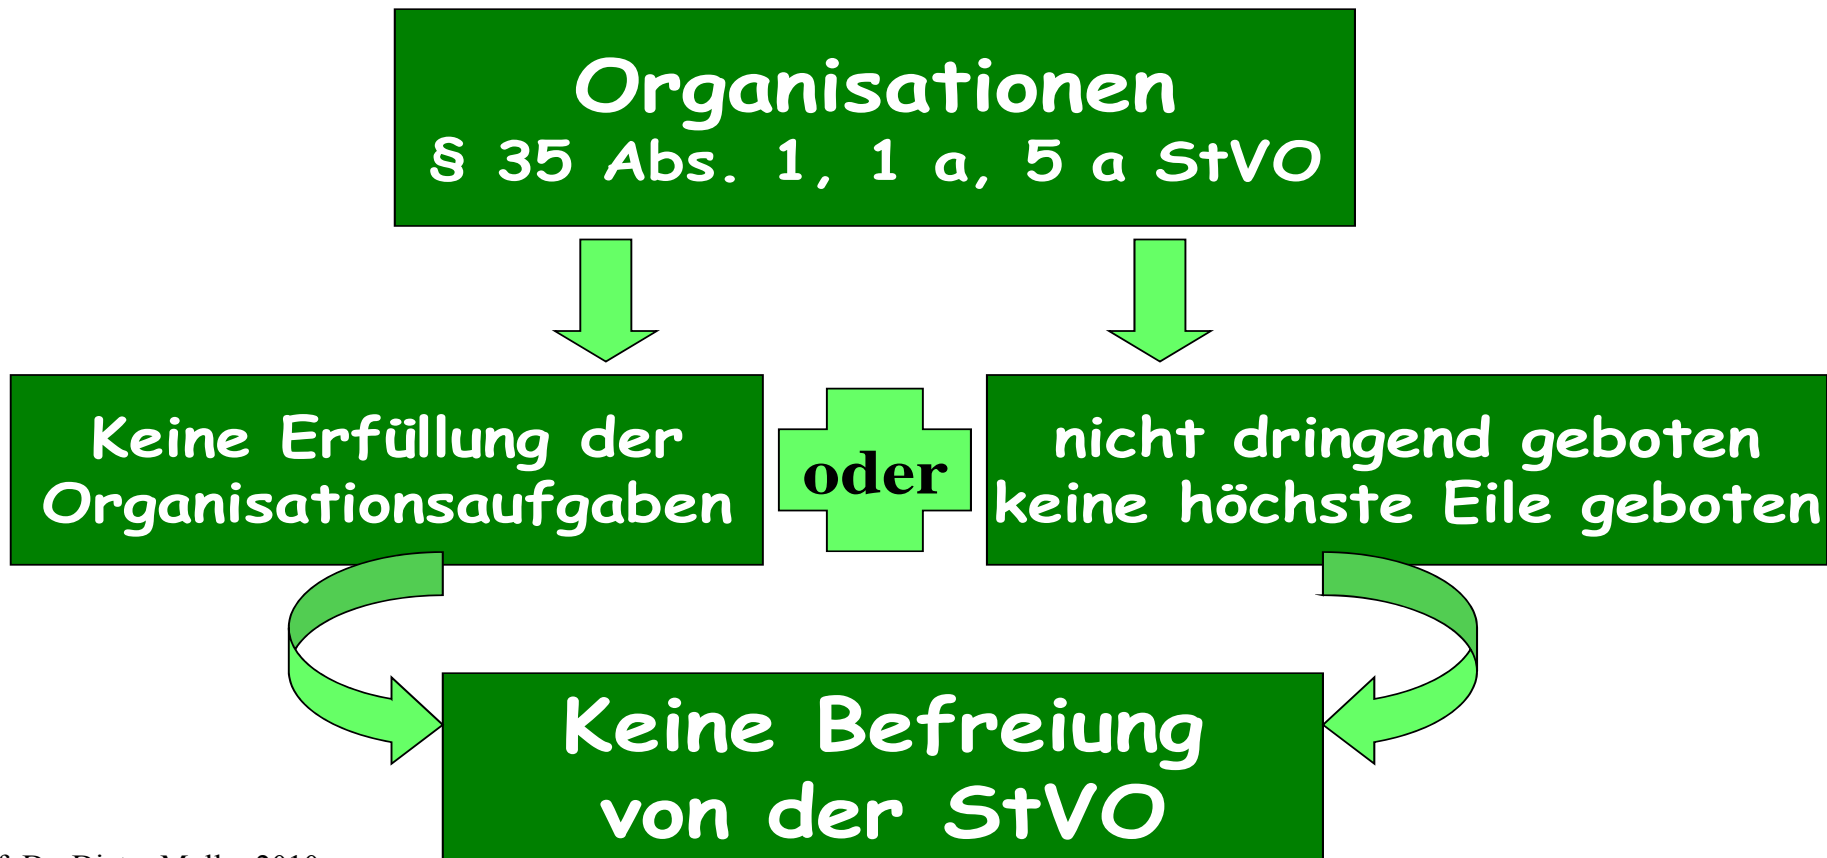 Organisationen
§ 35 Abs. 1, 1 a, 5 a StVO
Keine Erfüllung der
Organisationsaufgaben
oder
nicht dringend geboten
keine höchste Eile geboten
Keine Befreiung
von der StVO